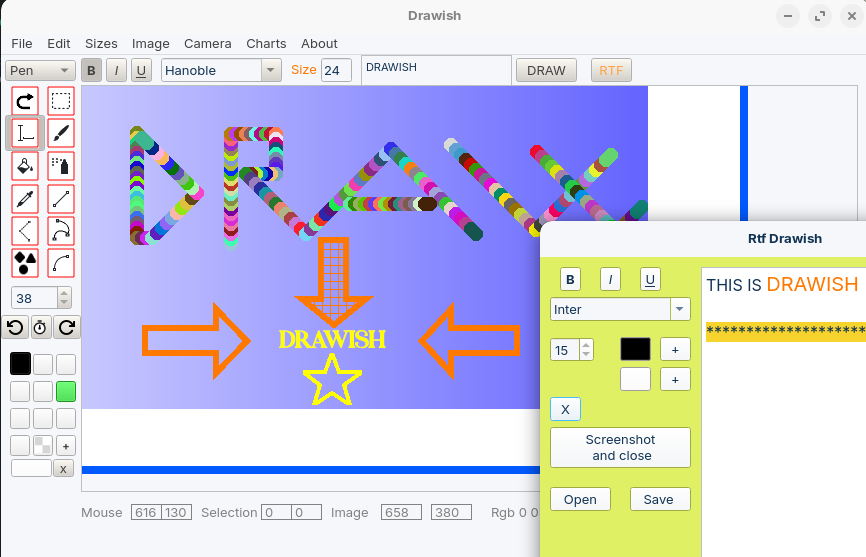 Drawish
File Edit Sizes Image Camera Charts About
Pen B I U Hanoble Size 24 DRAWISH DRAW RTF
DRAW
Rtf Drawish
B I U
THIS IS DRAWISH
Inter
38
********************
15 +
DRAWISH
+
X
Screenshot
and close
+
x
Open Save
Mouse 616 130 Selection 0 0 Image 658 380 Rgb 0 0